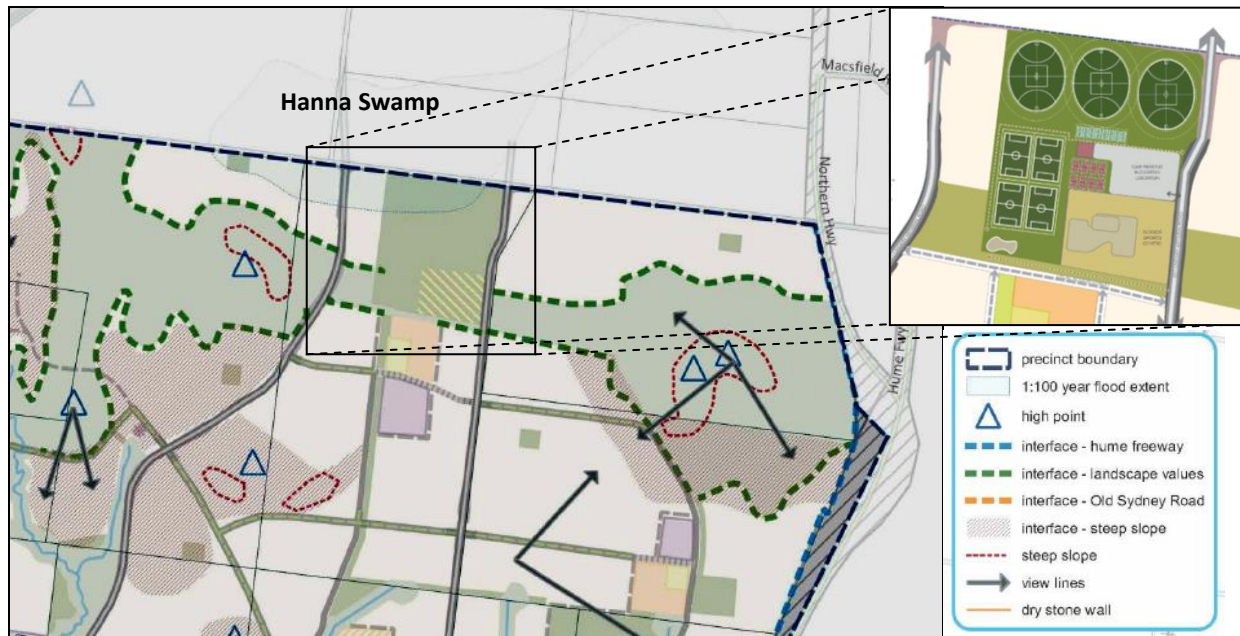 Hanna Swamp
Macsfield
Northern Hwy
Hume Fwy
precinct boundary
1:100 year flood extent
high point
interface - hume freeway
interface - landscape values
interface - Old Sydney Road
interface - steep slope
steep slope
view lines
dry stone wall